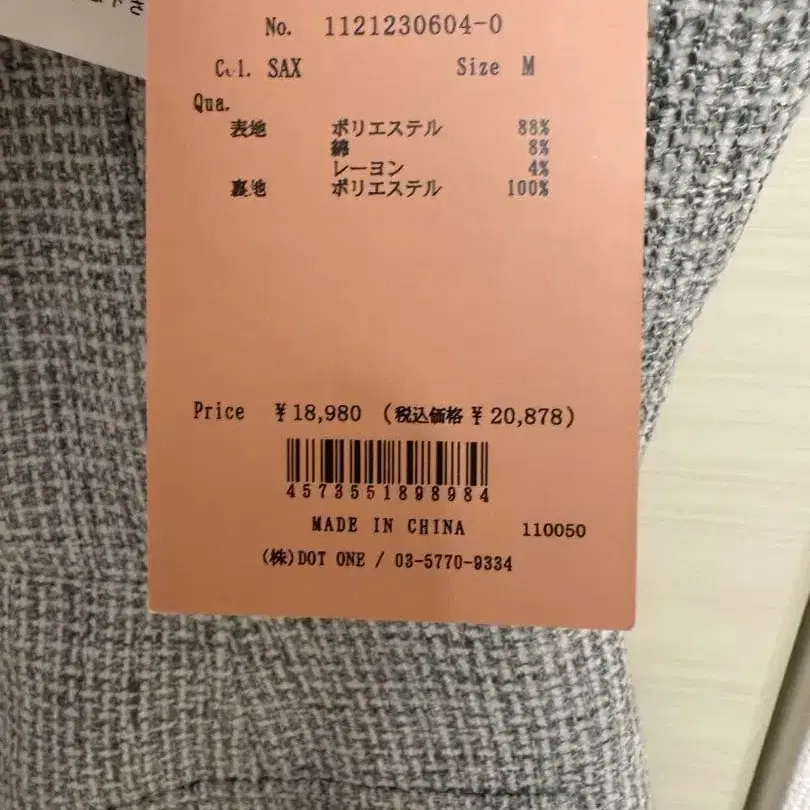 No. 1121230604-0
Col. SAX Size M
Qua.
表地 ポリエステル 88%
綿 8%
レーヨン 4%
裏地 ポリエステル 100%
Price ¥18,980 (税込価格 ¥20,878)
4573551898984
MADE IN CHINA 110050
(株)DOT ONE / 03-5770-9334